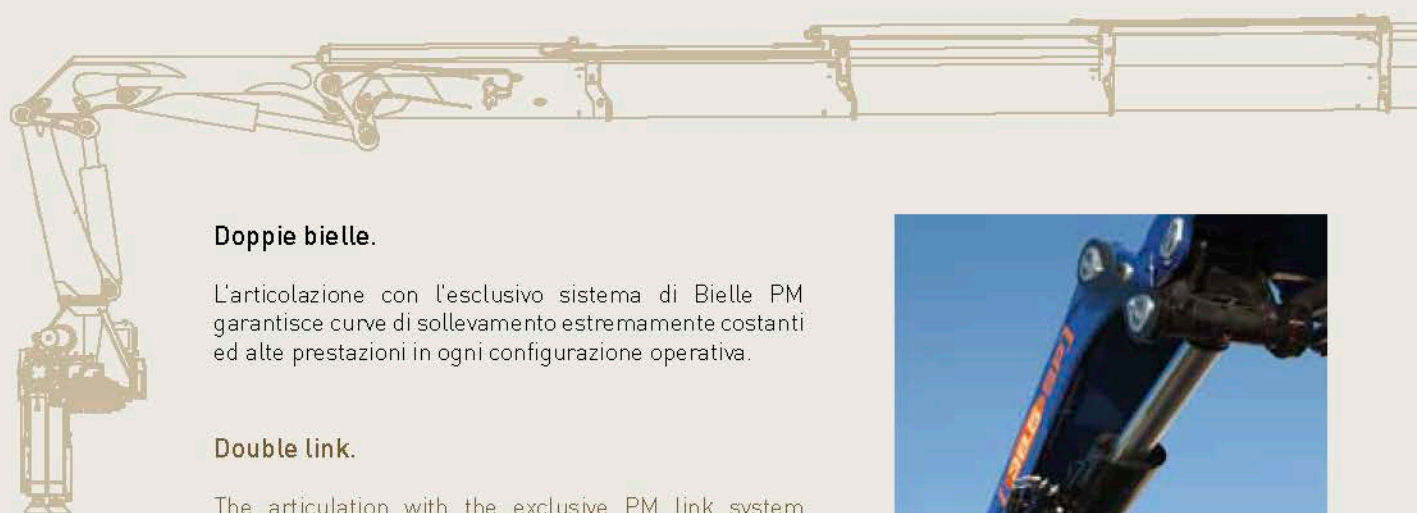 Doppie bielle.
L'articolazione con l'esclusivo sistema di Bielle PM
garantisce curve di sollevamento estremamente costanti
ed alte prestazioni in ogni configurazione operativa.
Double link.
The articulation with the exclusive PM link system